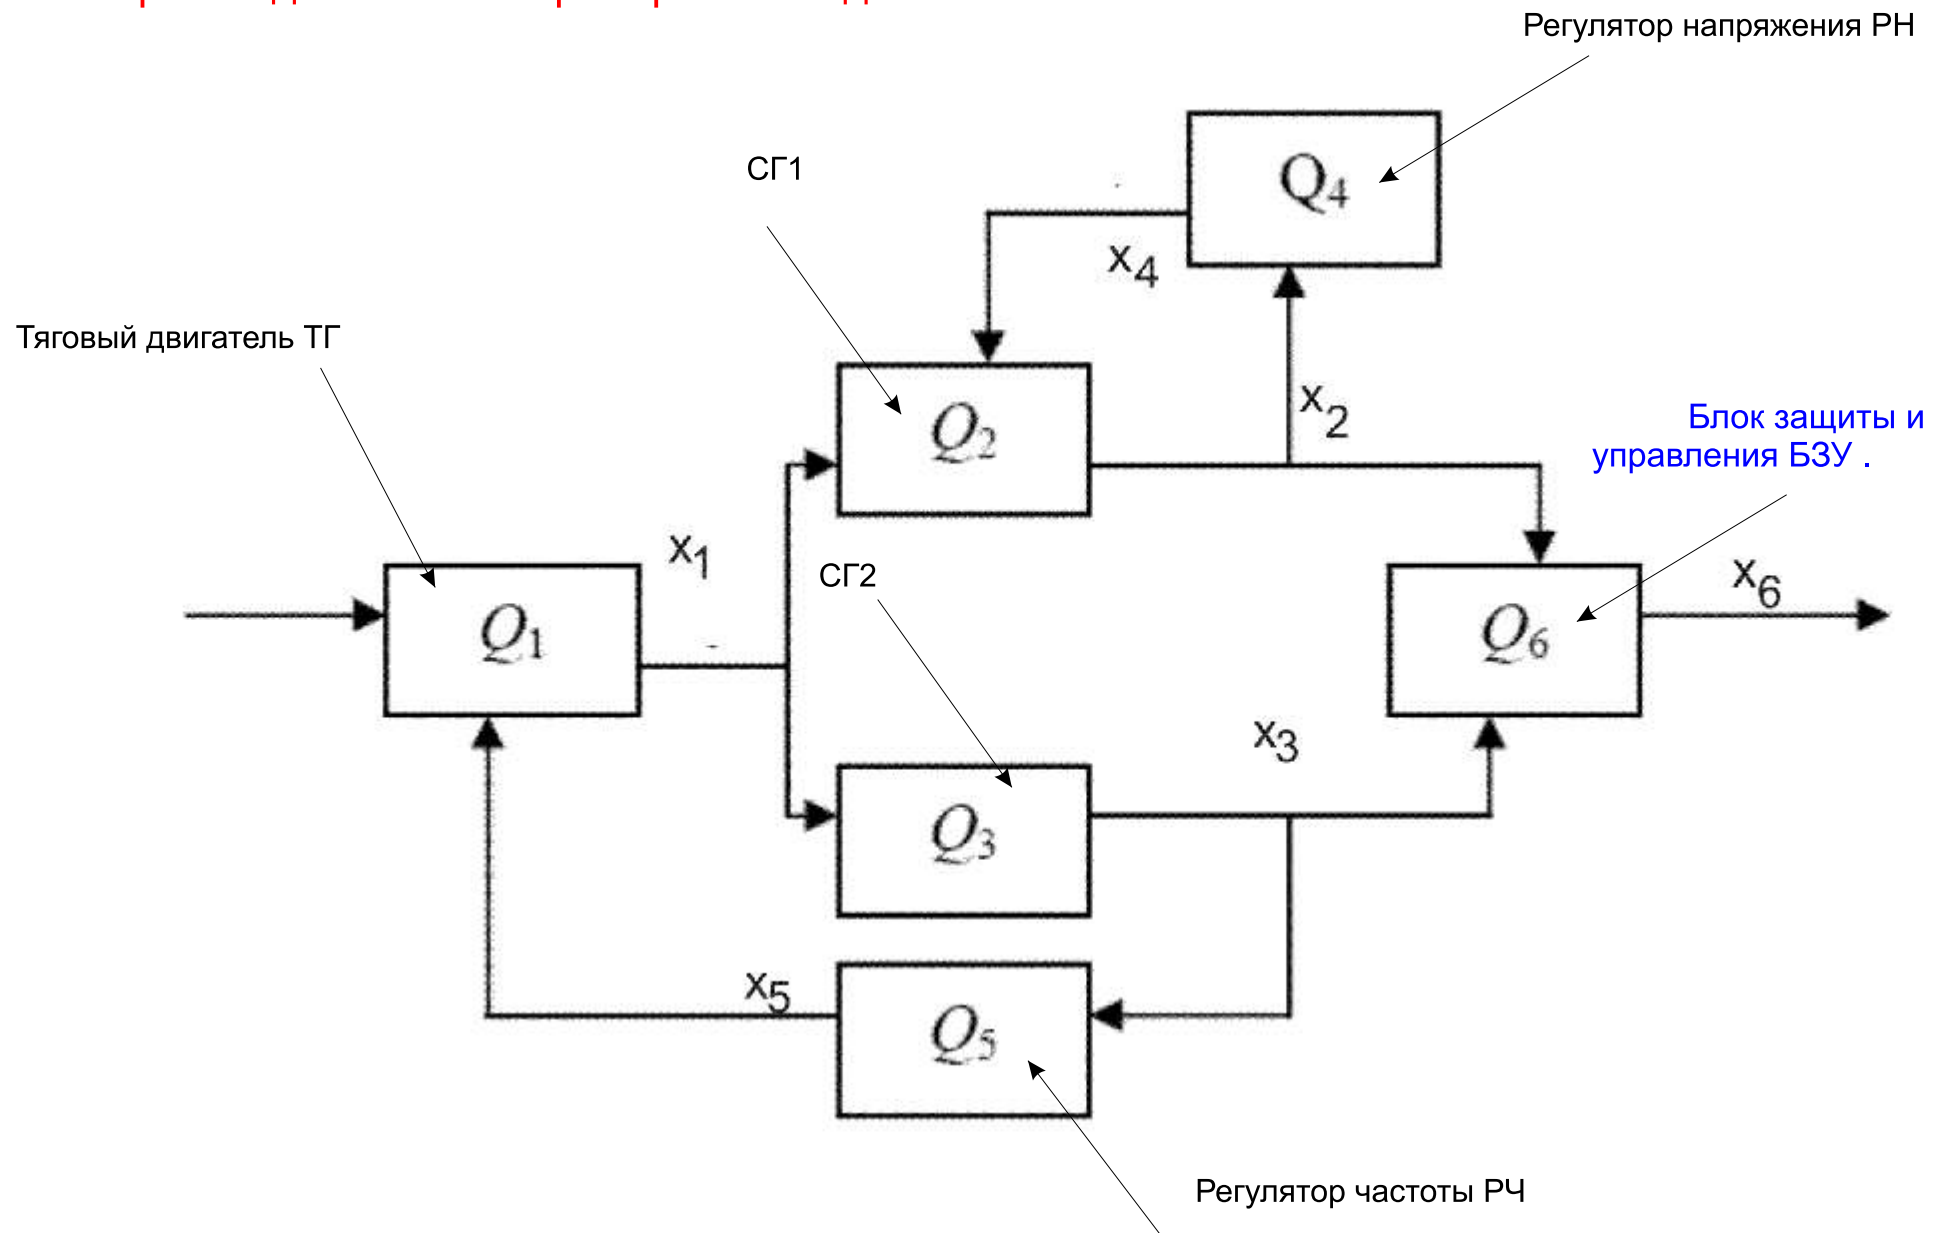 Регулятор напряжения РН
СГ1
Q4
x4
Тяговый двигатель ТГ
x2
Q2
Блок защиты и
управления БЗУ .
x1
СГ2
x6
Q1
Q6
x3
Q3
x5
Q5
Регулятор частоты РЧ